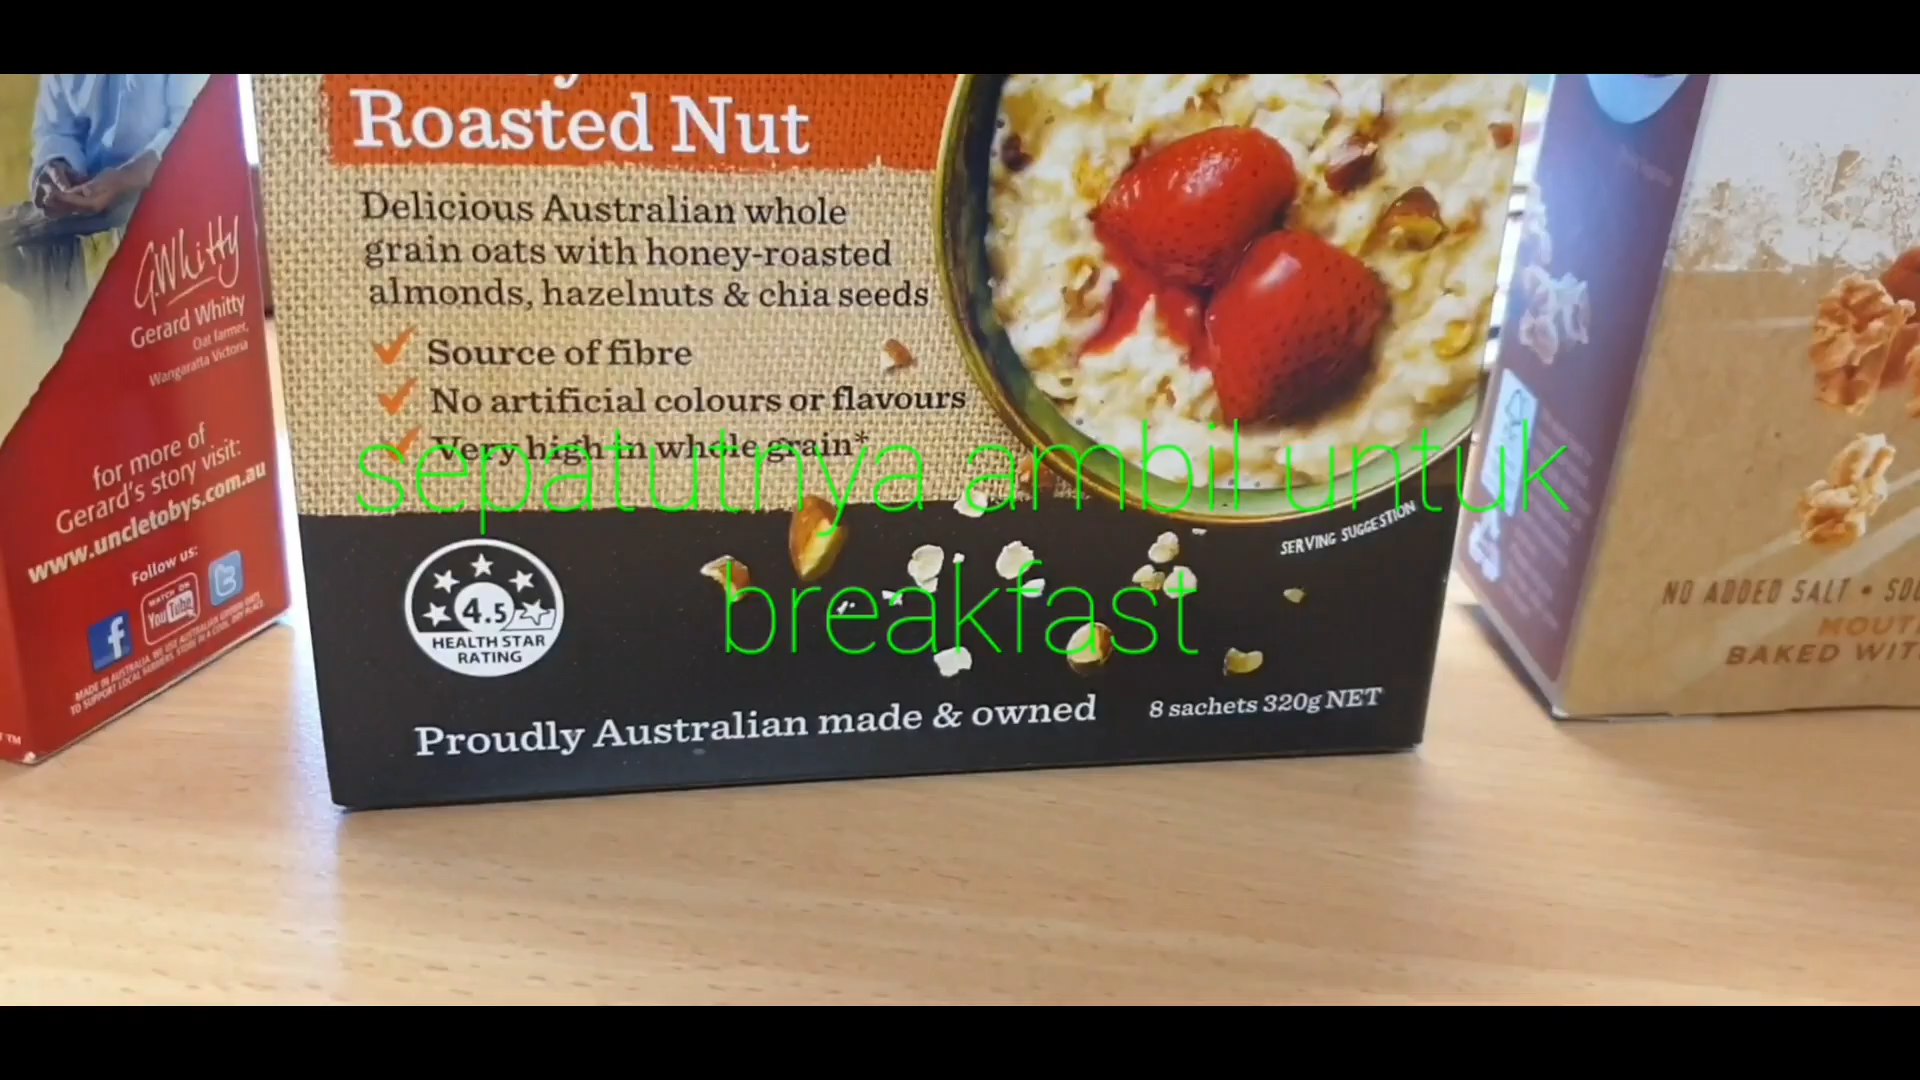 Roasted Nut
Delicious Australian whole
grain oats with honey-roasted
almonds, hazelnuts & chia seeds
Source of fibre
No artificial colours or flavours
Very high in whole grain*
sepatutnya ambil untuk
breakfast
SERVING SUGGESTION
4.5
HEALTH STAR
RATING
Proudly Australian made & owned
8 sachets 320g NET
G.Whitty
Gerard Whitty
Oat farmer,
Wangaratta Victoria
for more of
Gerard's story visit:
www.uncletobys.com.au
Follow us:
WATCH ON
YouTube
f
MADE IN AUSTRALIA. WE USE AUSTRALIAN GROWN OATS
TO SUPPORT LOCAL FARMERS. STORE IN A COOL, DRY PLACE
TM
NO ADDED SALT •
BAKED